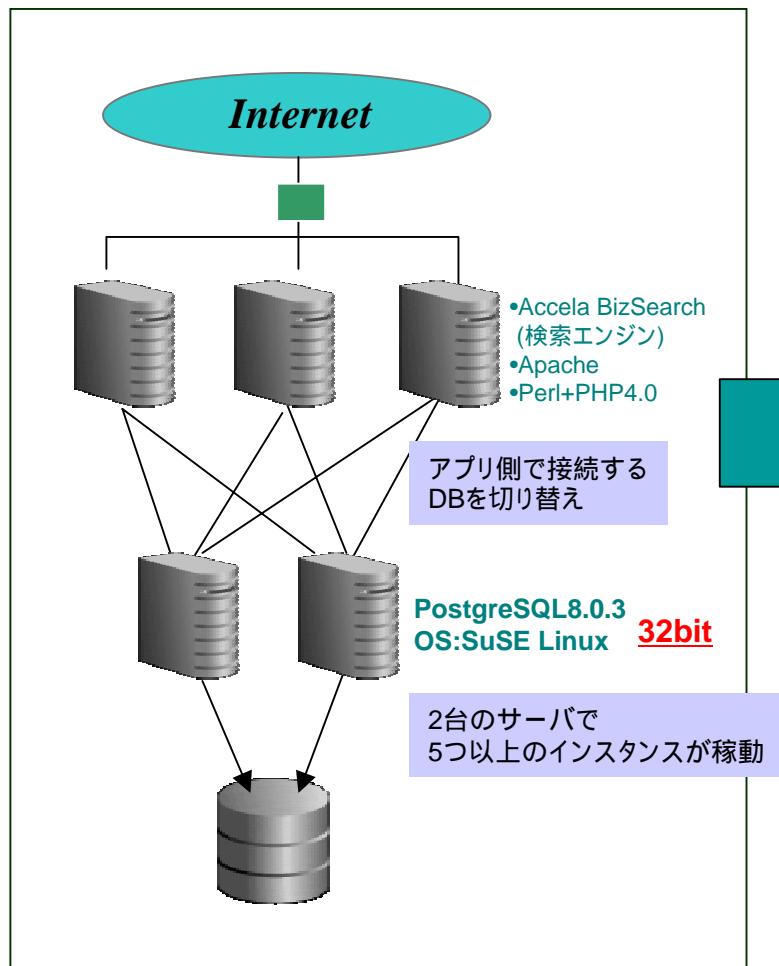 Internet
•Accela BizSearch
(検索エンジン)
•Apache
•Perl+PHP4.0
アプリ側で接続する
DBを切り替え
PostgreSQL8.0.3
OS:SuSE Linux 32bit
2台のサーバで
5つ以上のインスタンスが稼動